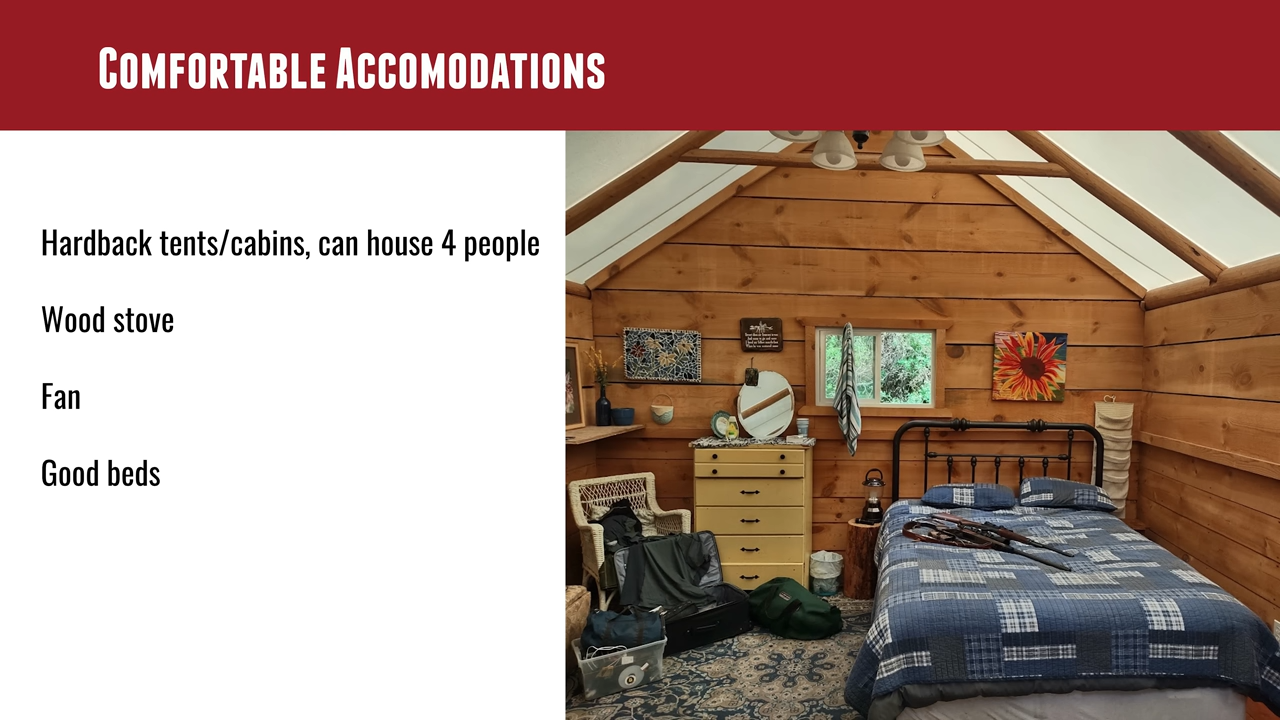 Comfortable Accomodations
Hardback tents/cabins, can house 4 people
Wood stove
Fan
Good beds